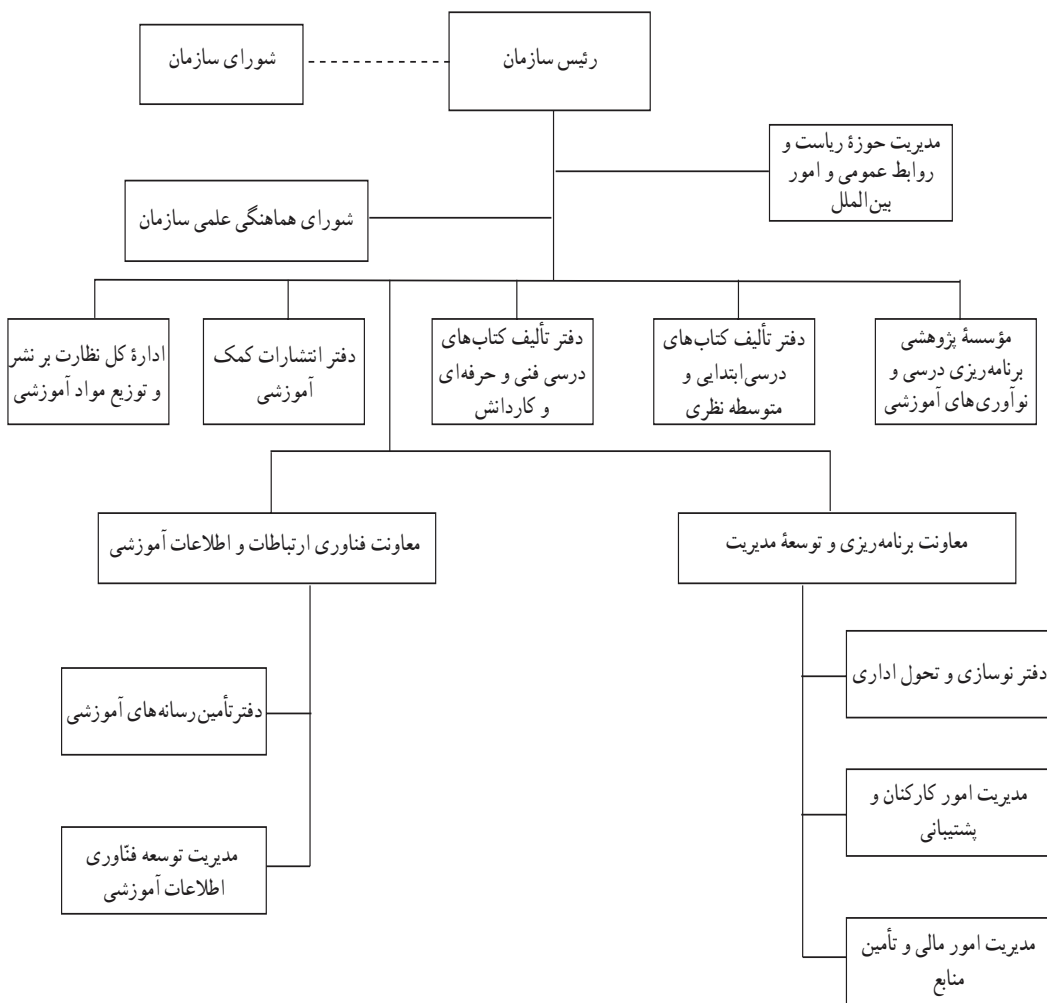 رئیس سازمان
شورای سازمان
مدیریت حوزهٔ ریاست و
روابط عمومی و امور
بین‌الملل
شورای هماهنگی علمی سازمان
مؤسسهٔ پژوهشی
برنامه‌ریزی درسی و
نوآوری‌های آموزشی
دفتر تألیف کتاب‌های
درسی‌ابتدایی و
متوسطه نظری
دفتر تألیف کتاب‌های
درسی فنی و حرفه‌ای
و کاردانش
دفتر انتشارات کمک
آموزشی
ادارهٔ کل نظارت بر نشر
و توزیع مواد آموزشی
معاونت برنامه‌ریزی و توسعهٔ مدیریت
معاونت فناوری ارتباطات و اطلاعات آموزشی
دفتر نوسازی و تحول اداری
دفترتأمین‌رسانه‌های آموزشی
مدیریت امور کارکنان و
پشتیبانی
مدیریت توسعه فنّاوری
اطلاعات آموزشی
مدیریت امور مالی و تأمین
منابع